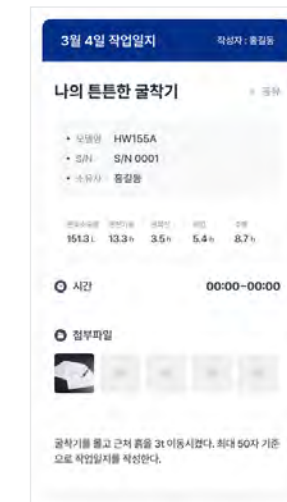 3월 4일 작업일지
작성자 : 홍길동
나의 튼튼한 굴착기
공유
모델명 HW155A
S/N S/N 0001
소유자 홍길동
151.3 L 13.3 h 3.5 h 5.4 h 8.7 h
시간 00:00~00:00
첨부파일
굴착기를 몰고 근처 흙을 3t 이동시켰다. 최대 50자 기준
으로 작업일지를 작성한다.